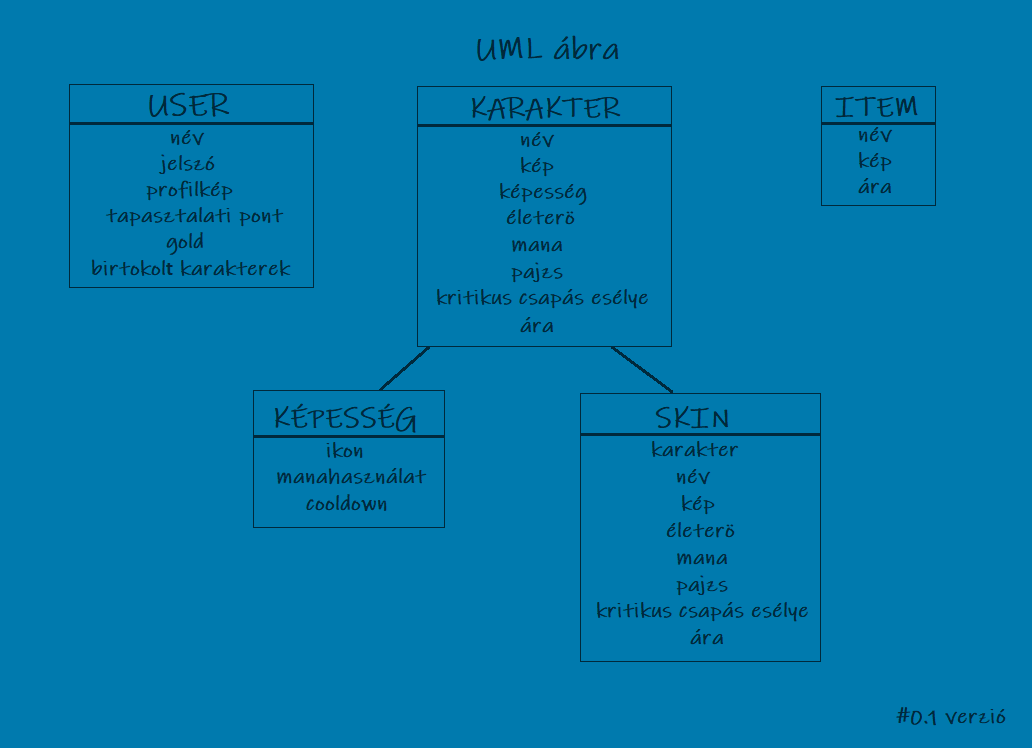 UML ábra
USER
név
jelszó
profilkép
tapasztalati pont
gold
birtokolt karakterek
KARAKTER
név
kép
képesség
életerö
mana
pajzs
kritikus csapás esélye
ára
ITEM
név
kép
ára
KÉPESSÉG
ikon
manahasználat
cooldown
SKIN
karakter
név
kép
életerö
mana
pajzs
kritikus csapás esélye
ára
#0.1 verzió